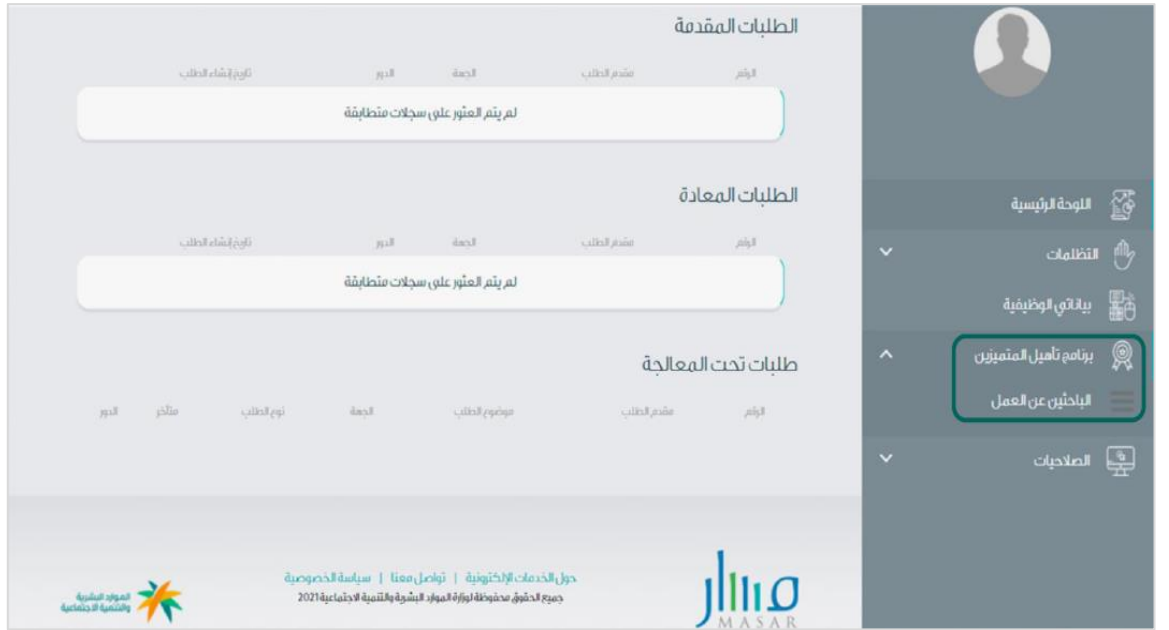 اللوحة الرئيسية
التظلمات
بياناتي الوظيفية
برنامج تأهيل المتميزين
الباحثين عن العمل
الصلاحيات
الطلبات المقدمة
الرقم مقدم الطلب الجهة الدور تاريخ إنشاء الطلب
لم يتم العثور على سجلات متطابقة
الطلبات المعادة
الرقم مقدم الطلب الجهة الدور تاريخ إنشاء الطلب
لم يتم العثور على سجلات متطابقة
طلبات تحت المعالجة
الرقم مقدم الطلب موضوع الطلب الجهة نوع الطلب متأخر الدور
مسار
MASAR
حول الخدمات الإلكترونية | تواصل معنا | سياسة الخصوصية
جميع الحقوق محفوظة لوزارة الموارد البشرية والتنمية الاجتماعية 2021
الموارد البشرية
والتنمية الاجتماعية